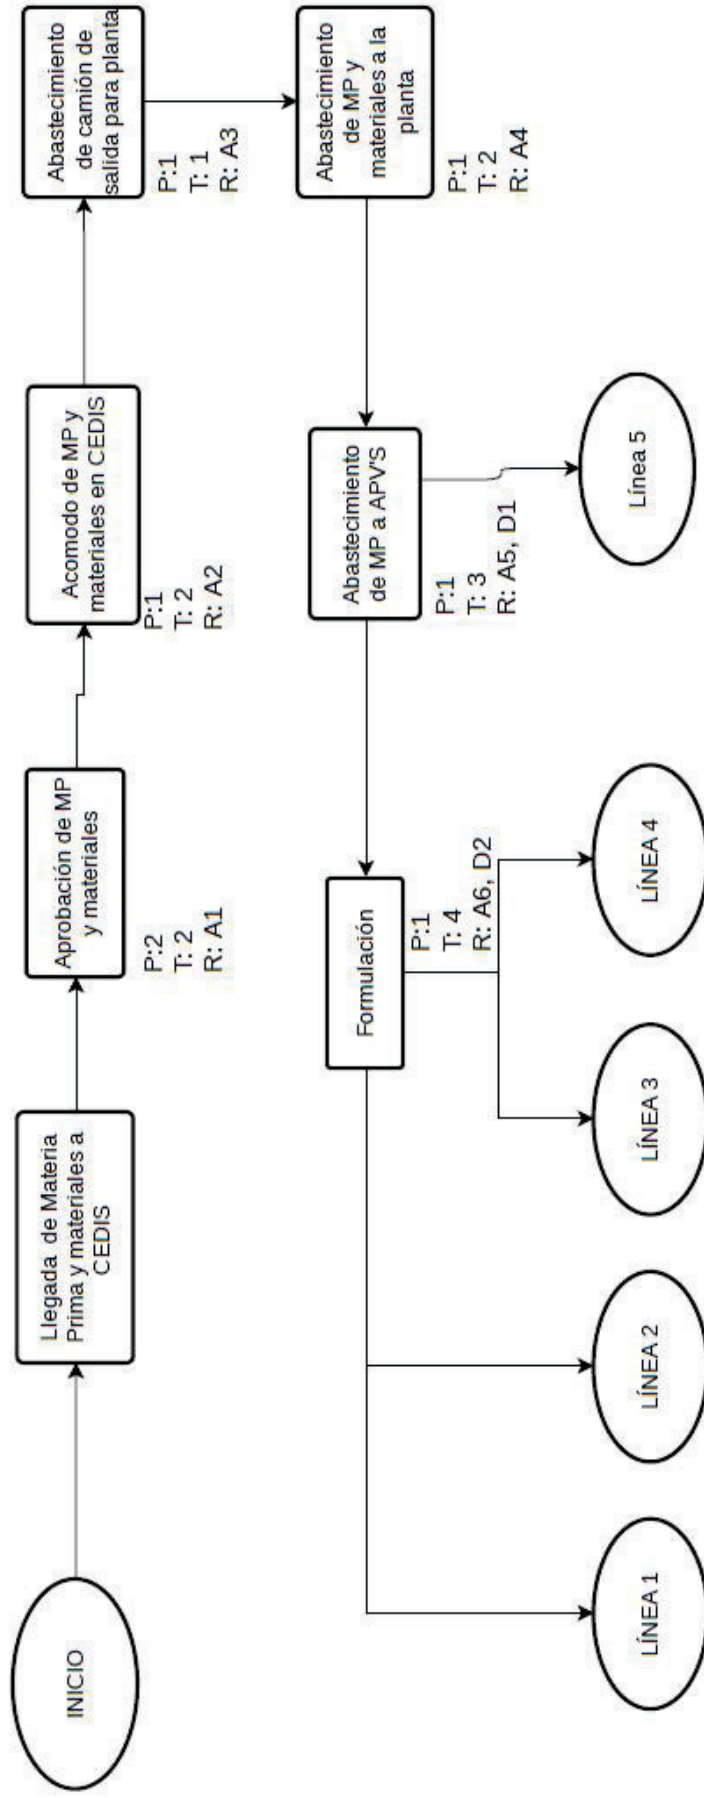 INICIO
Llegada de Materia
Prima y materiales a
CEDIS
Aprobación de MP
y materiales
P:2
T: 2
R: A1
Acomodo de MP y
materiales en CEDIS
P:1
T: 2
R: A2
Abastecimiento
de camión de
salida para planta
P:1
T: 1
R: A3
Abastecimiento
de MP y
materiales a la
planta
P:1
T: 2
R: A4
Abastecimiento
de MP a APV'S
P:1
T: 3
R: A5, D1
Formulación
P:1
T: 4
R: A6, D2
LÍNEA 1
LÍNEA 2
LÍNEA 3
LÍNEA 4
Línea 5